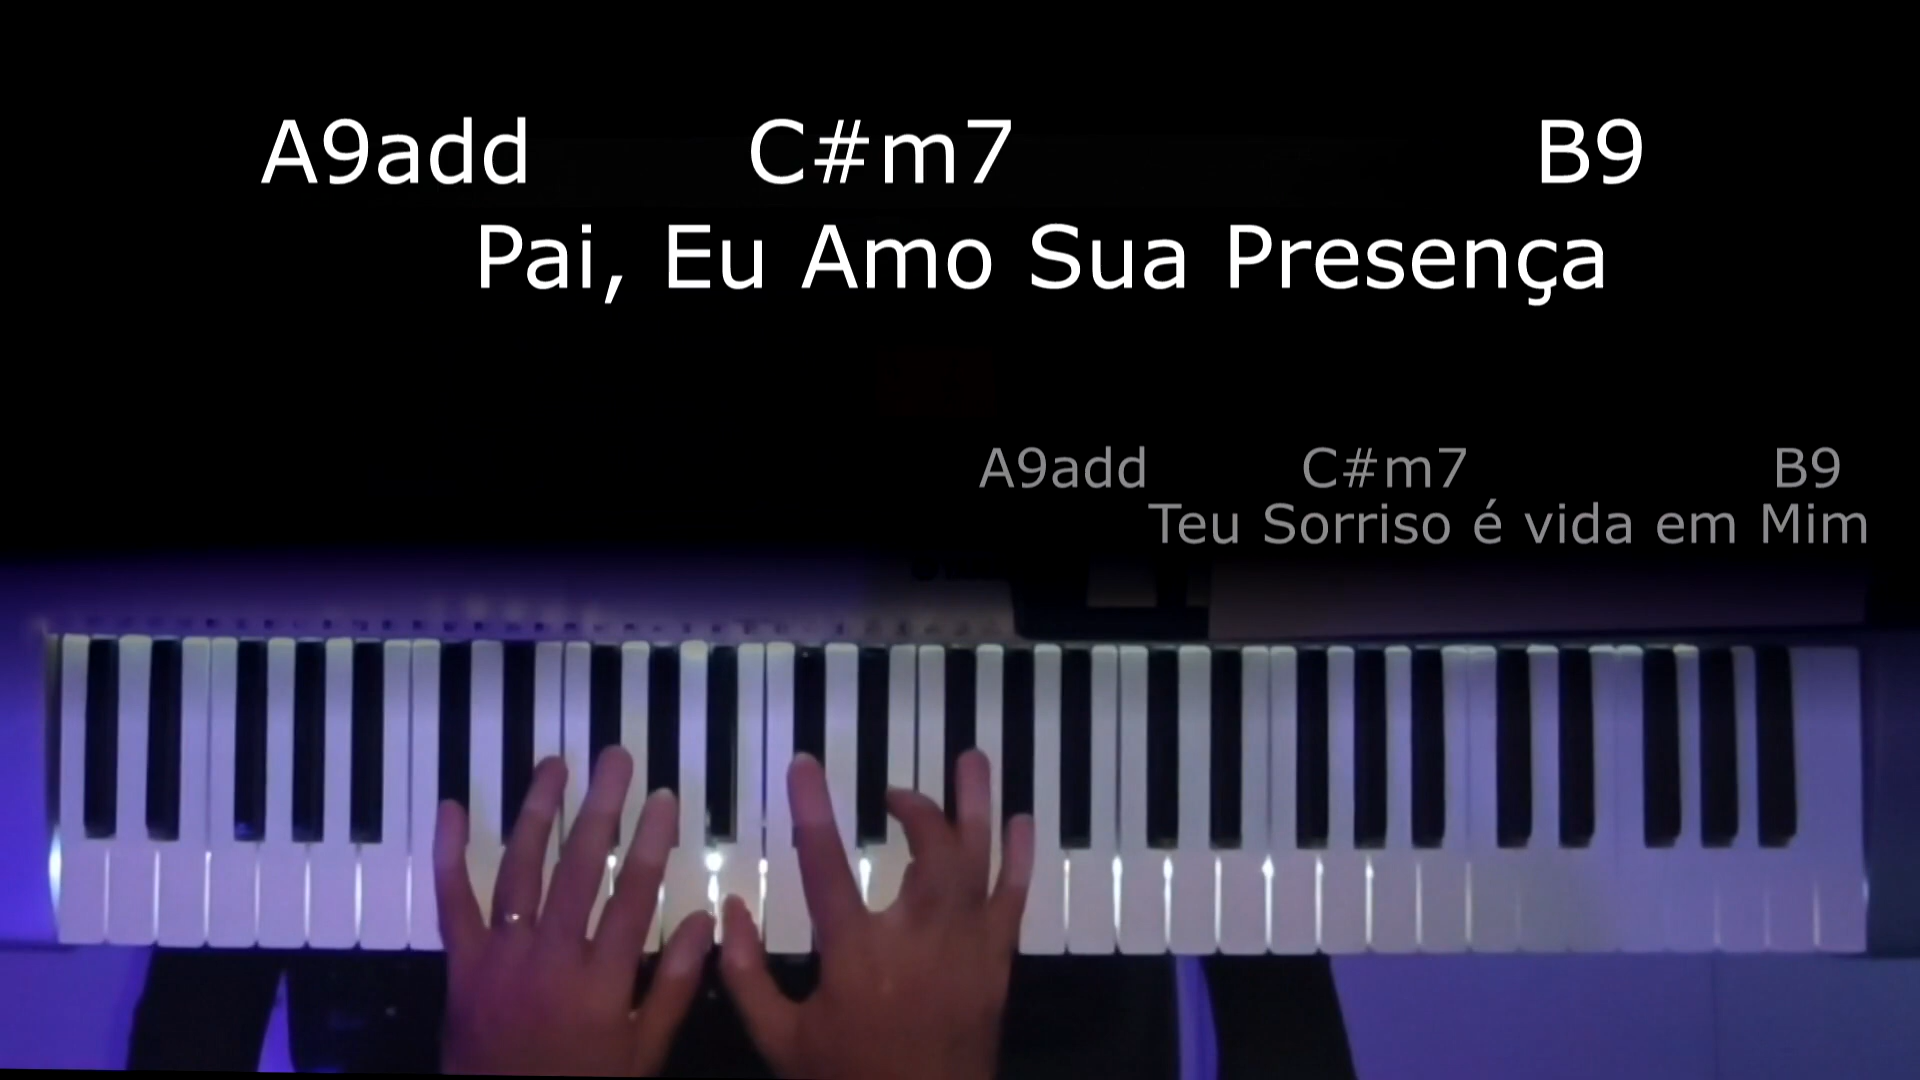 A9add C#m7 B9
Pai, Eu Amo Sua Presença
A9add C#m7 B9
Teu Sorriso é vida em Mim